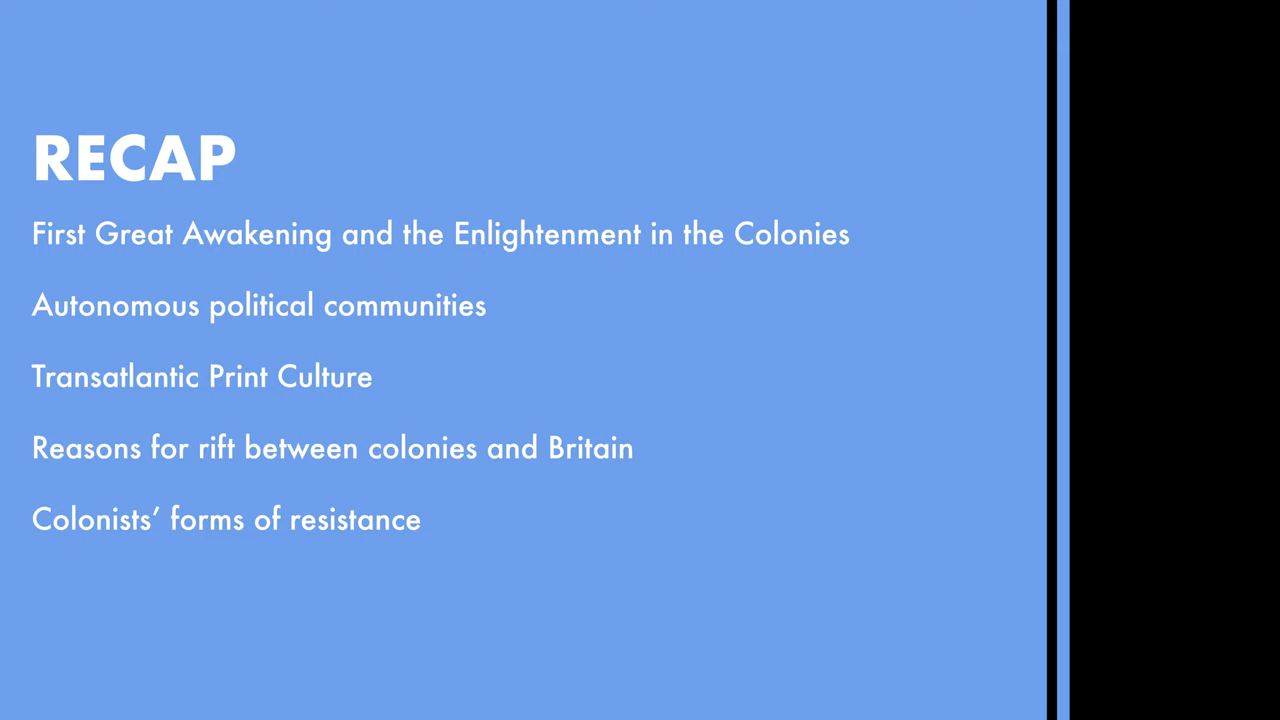 RECAP
First Great Awakening and the Enlightenment in the Colonies
Autonomous political communities
Transatlantic Print Culture
Reasons for rift between colonies and Britain
Colonists’ forms of resistance